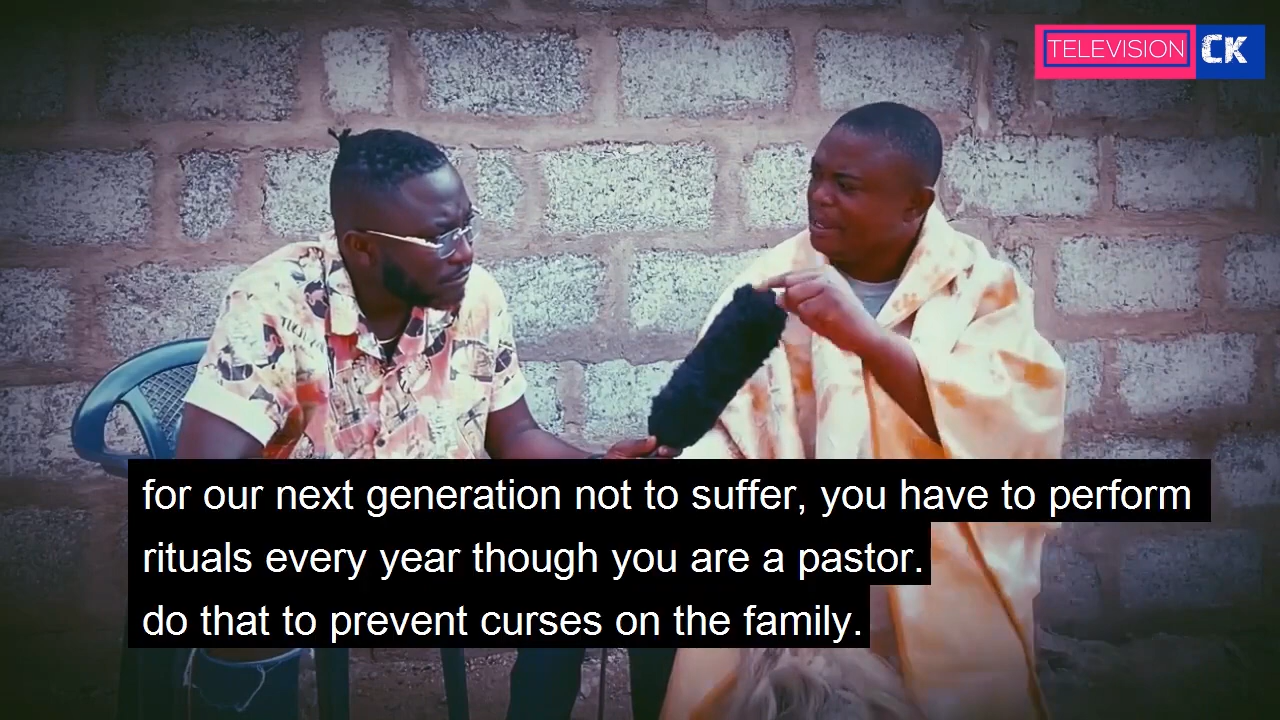 TELEVISION CK
for our next generation not to suffer, you have to perform
rituals every year though you are a pastor.
do that to prevent curses on the family.